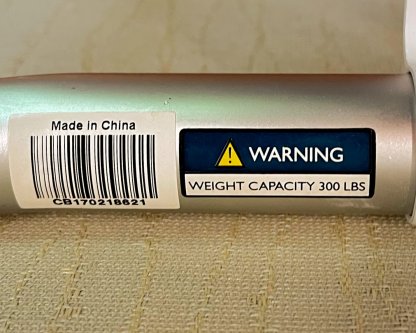 Made in China
CB170218621
WARNING
WEIGHT CAPACITY 300 LBS